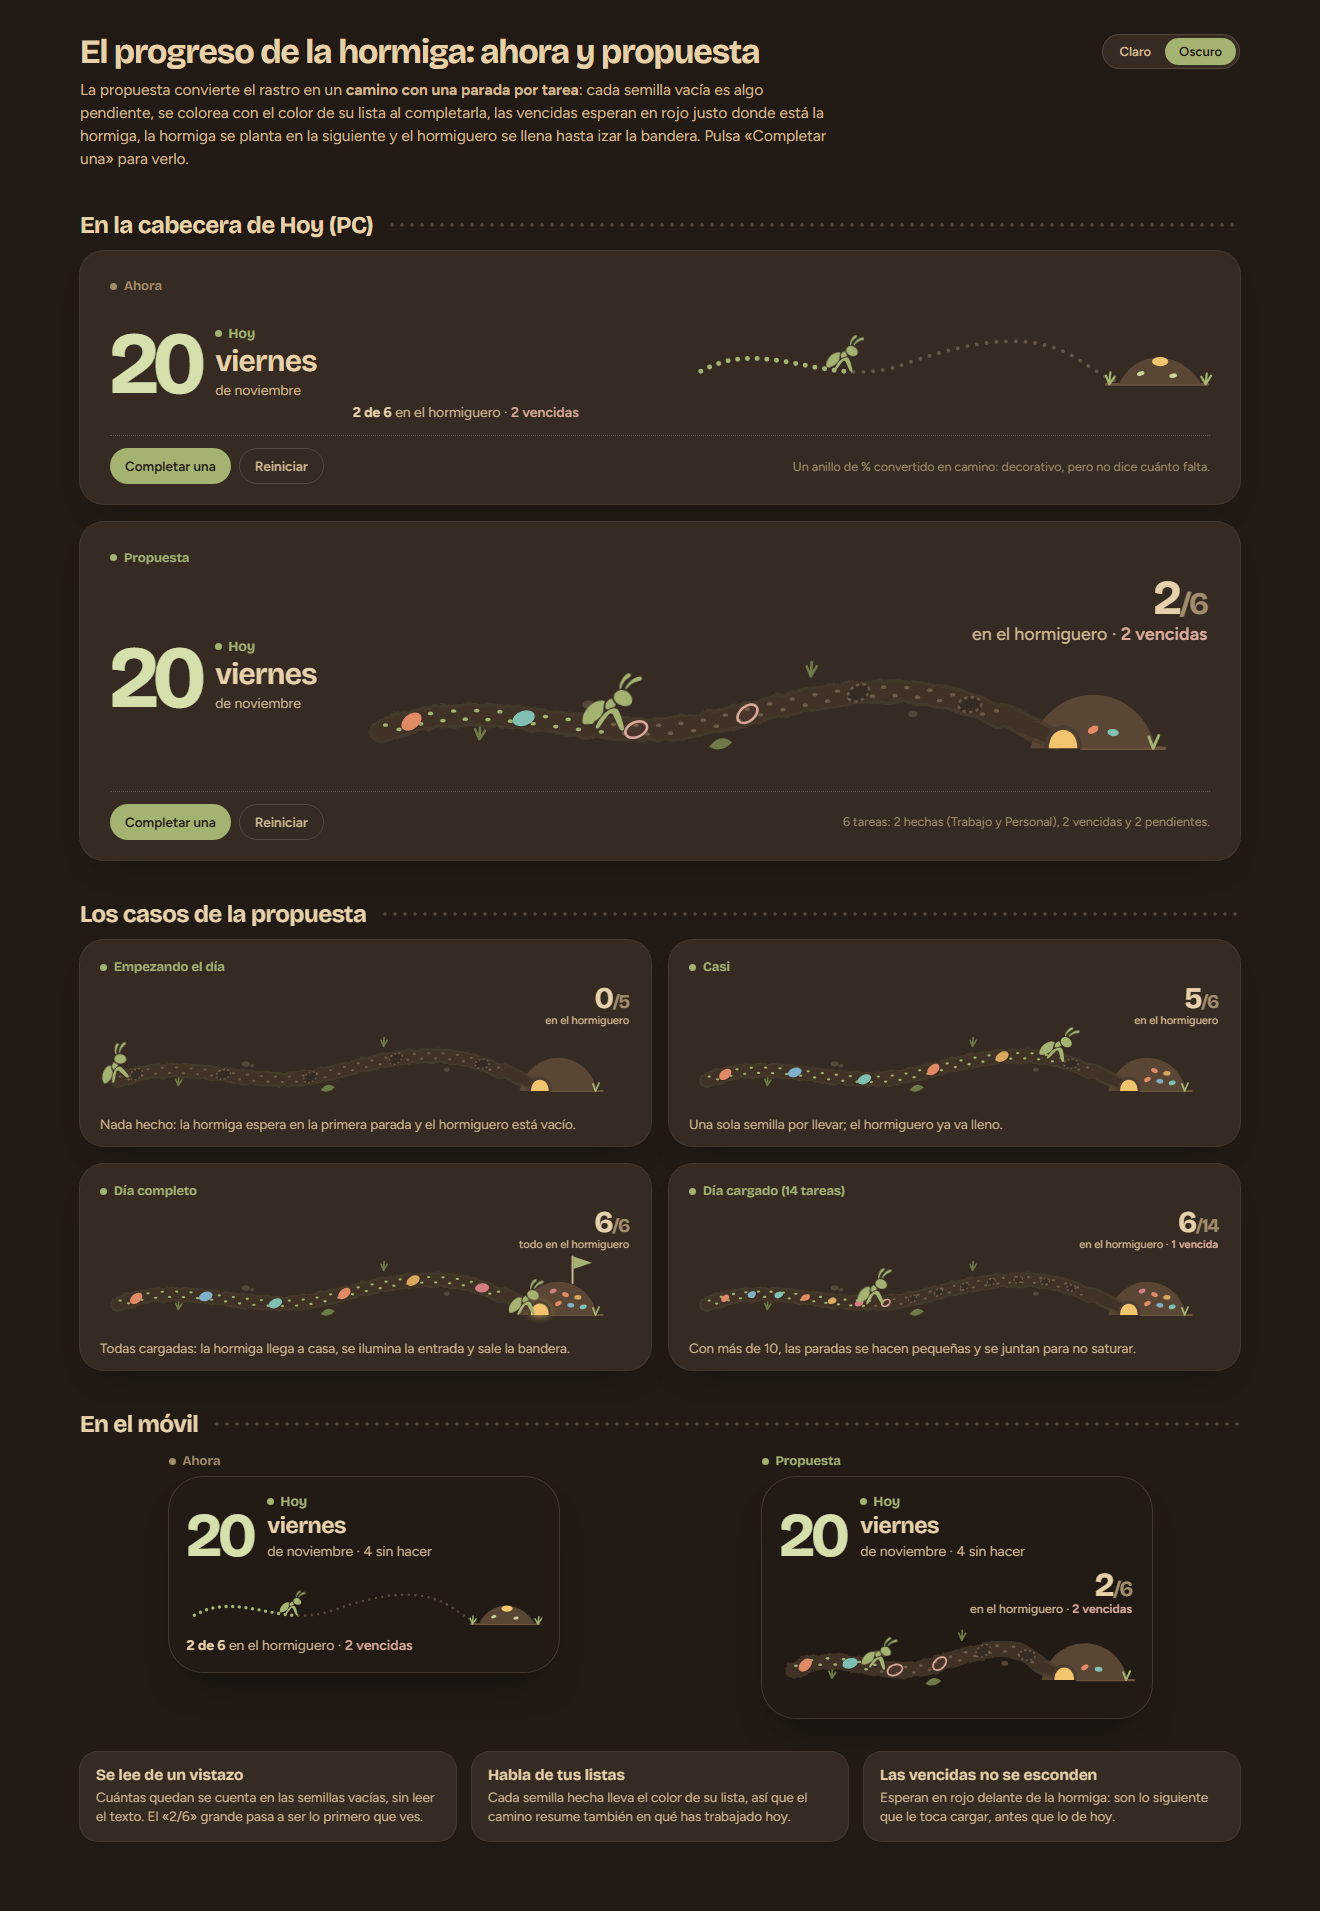 El progreso de la hormiga: ahora y propuesta
Claro
Oscuro
La propuesta convierte el rastro en un camino con una parada por tarea: cada semilla vacía es algo
pendiente, se colorea con el color de su lista al completarla, las vencidas esperan en rojo justo donde está la
hormiga, la hormiga se planta en la siguiente y el hormiguero se llena hasta izar la bandera. Pulsa «Completar
una» para verlo.
En la cabecera de Hoy (PC)
Ahora
20
Hoy
viernes
de noviembre
2 de 6 en el hormiguero · 2 vencidas
Completar una
Reiniciar
Un anillo de % convertido en camino: decorativo, pero no dice cuánto falta.
Propuesta
2/6
en el hormiguero · 2 vencidas
20
Hoy
viernes
de noviembre
Completar una
Reiniciar
6 tareas: 2 hechas (Trabajo y Personal), 2 vencidas y 2 pendientes.
Los casos de la propuesta
Empezando el día
0/5
en el hormiguero
Nada hecho: la hormiga espera en la primera parada y el hormiguero está vacío.
Casi
5/6
en el hormiguero
Una sola semilla por llevar; el hormiguero ya va lleno.
Día completo
6/6
todo en el hormiguero
Todas cargadas: la hormiga llega a casa, se ilumina la entrada y sale la bandera.
Día cargado (14 tareas)
6/14
en el hormiguero · 1 vencida
Con más de 10, las paradas se hacen pequeñas y se juntan para no saturar.
En el móvil
Ahora
20
Hoy
viernes
de noviembre · 4 sin hacer
2 de 6 en el hormiguero · 2 vencidas
Propuesta
20
Hoy
viernes
de noviembre · 4 sin hacer
2/6
en el hormiguero · 2 vencidas
Se lee de un vistazo
Cuántas quedan se cuenta en las semillas vacías, sin leer
el texto. El «2/6» grande pasa a ser lo primero que ves.
Habla de tus listas
Cada semilla hecha lleva el color de su lista, así que el
camino resume también en qué has trabajado hoy.
Las vencidas no se esconden
Esperan en rojo delante de la hormiga: son lo siguiente
que le toca cargar, antes que lo de hoy.